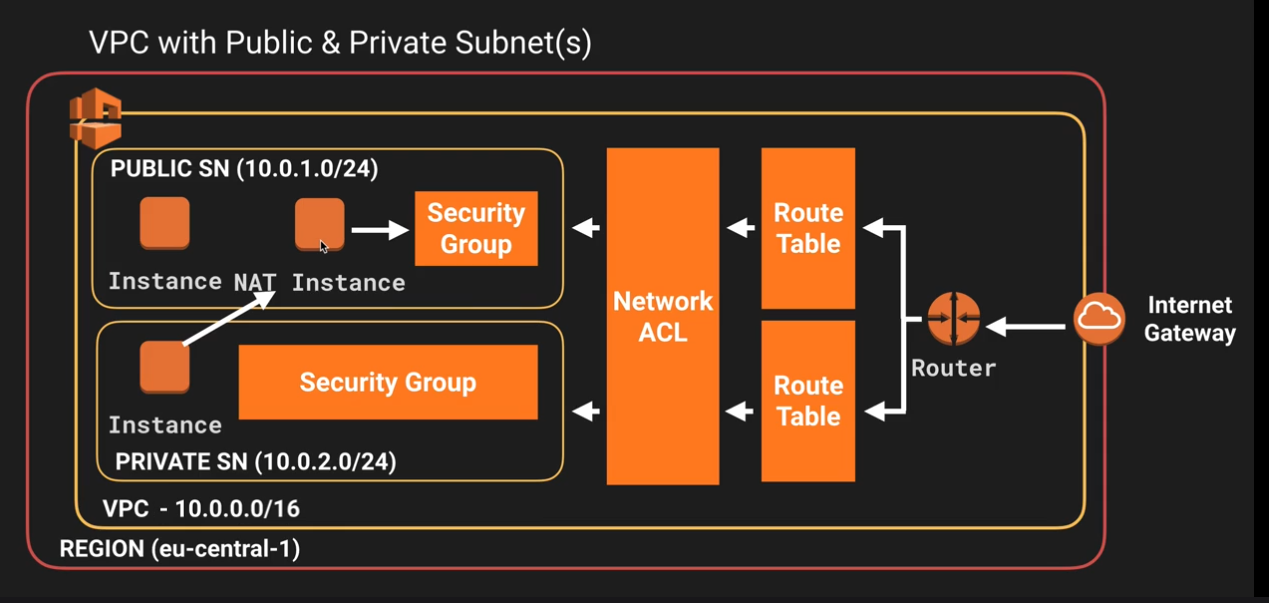 VPC with Public & Private Subnet(s)
PUBLIC SN (10.0.1.0/24)
Instance
NAT Instance
Security
Group
Instance
Security Group
PRIVATE SN (10.0.2.0/24)
Network
ACL
Route
Table
Route
Table
Router
Internet
Gateway
VPC - 10.0.0.0/16
REGION (eu-central-1)